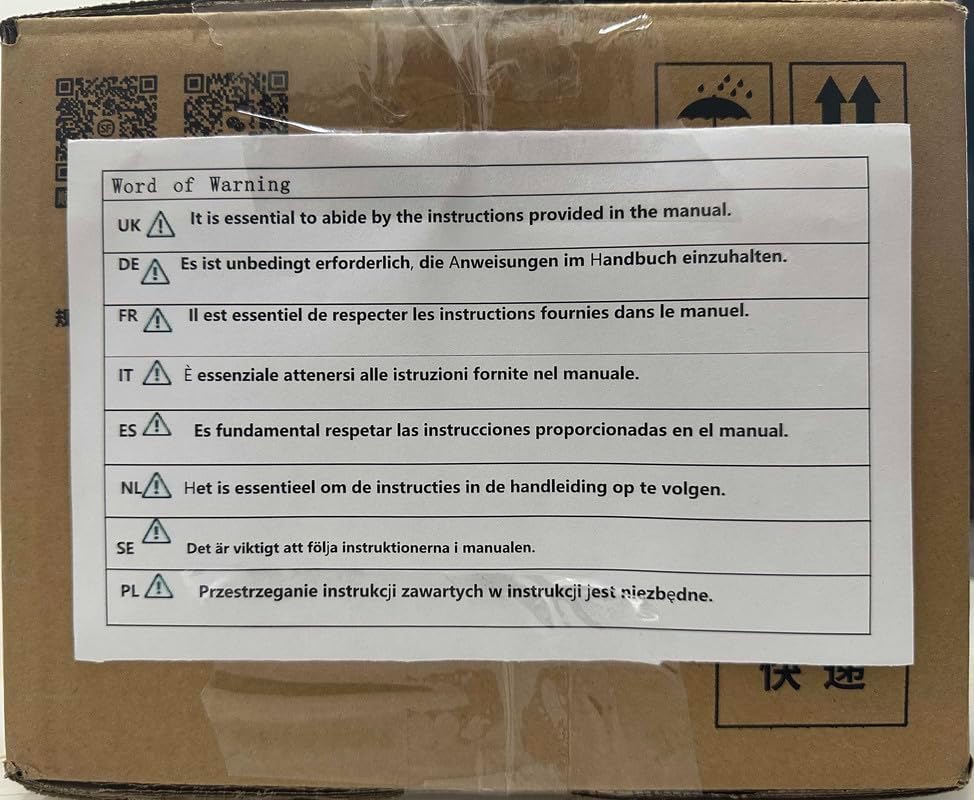 SF
Word of Warning
UK It is essential to abide by the instructions provided in the manual.
DE Es ist unbedingt erforderlich, die Anweisungen im Handbuch einzuhalten.
FR Il est essentiel de respecter les instructions fournies dans le manuel.
IT È essenziale attenersi alle istruzioni fornite nel manuale.
ES Es fundamental respetar las instrucciones proporcionadas en el manual.
NL Het is essentieel om de instructies in de handleiding op te volgen.
SE Det är viktigt att följa instruktionerna i manualen.
PL Przestrzeganie instrukcji zawartych w instrukcji jest niezbędne.
快递